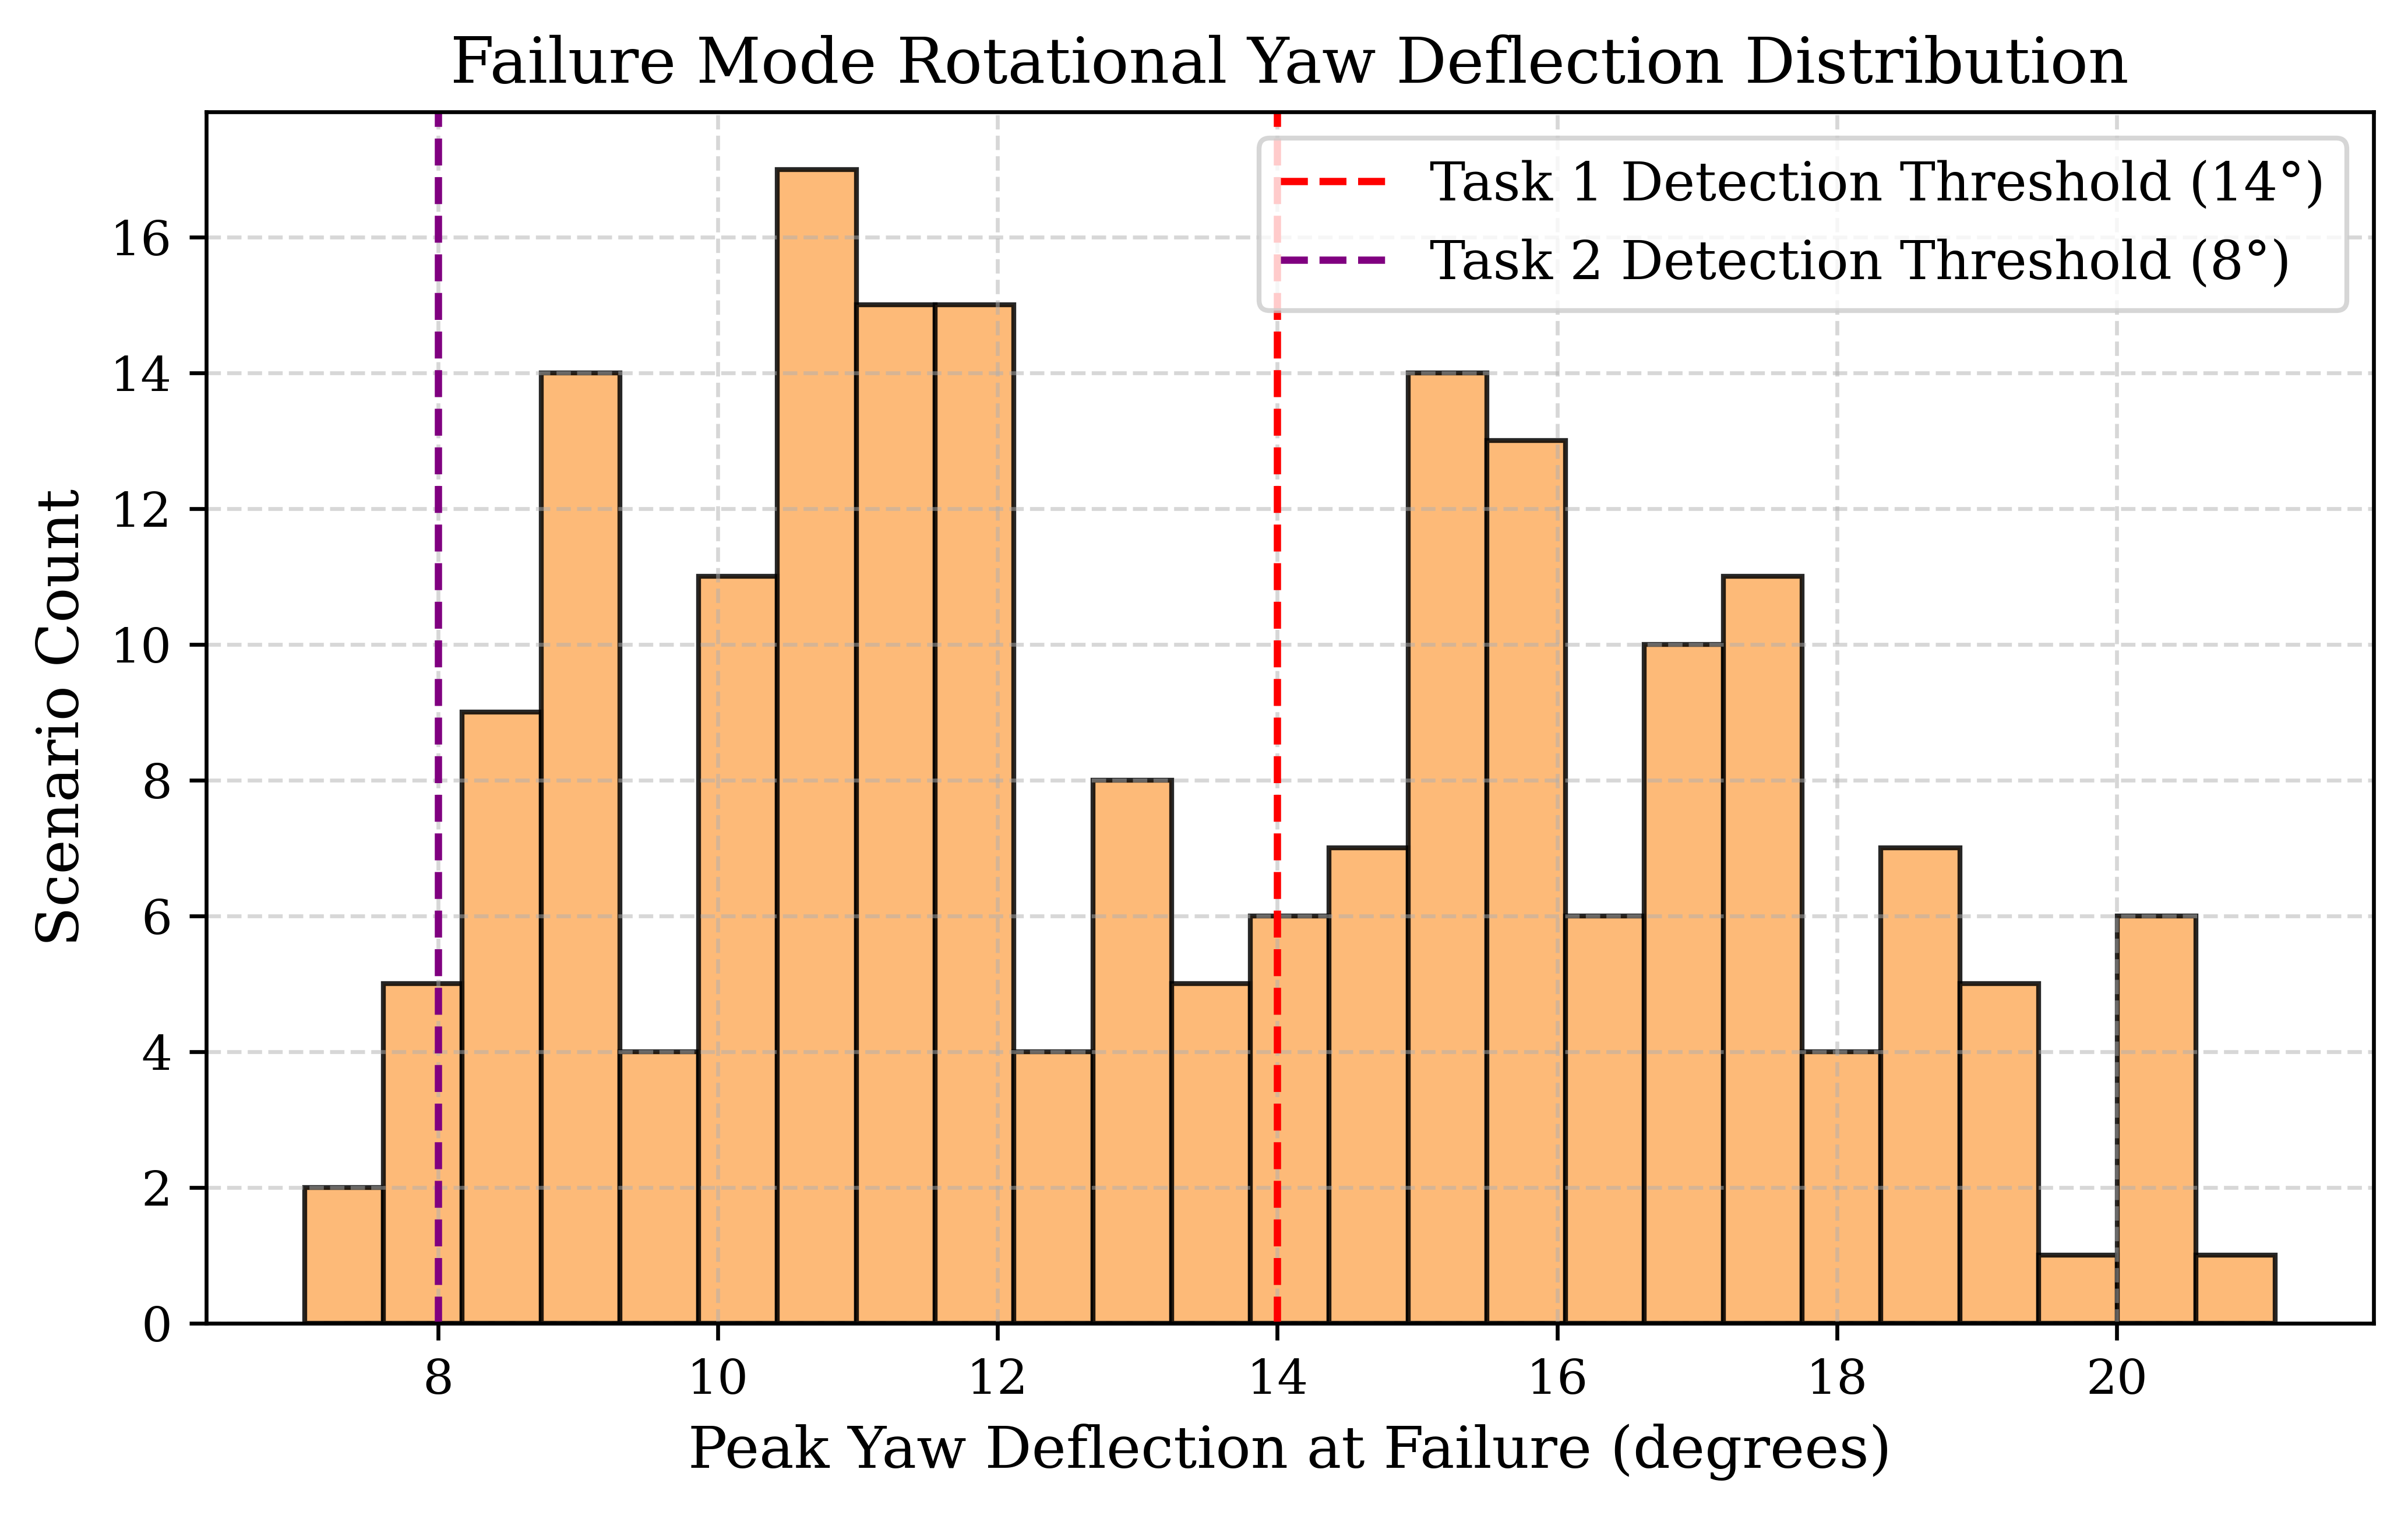 Failure Mode Rotational Yaw Deflection Distribution
Task 1 Detection Threshold (14°)
Task 2 Detection Threshold (8°)
Scenario Count
16
14
12
10
8
6
4
2
0
8 10 12 14 16 18 20
Peak Yaw Deflection at Failure (degrees)